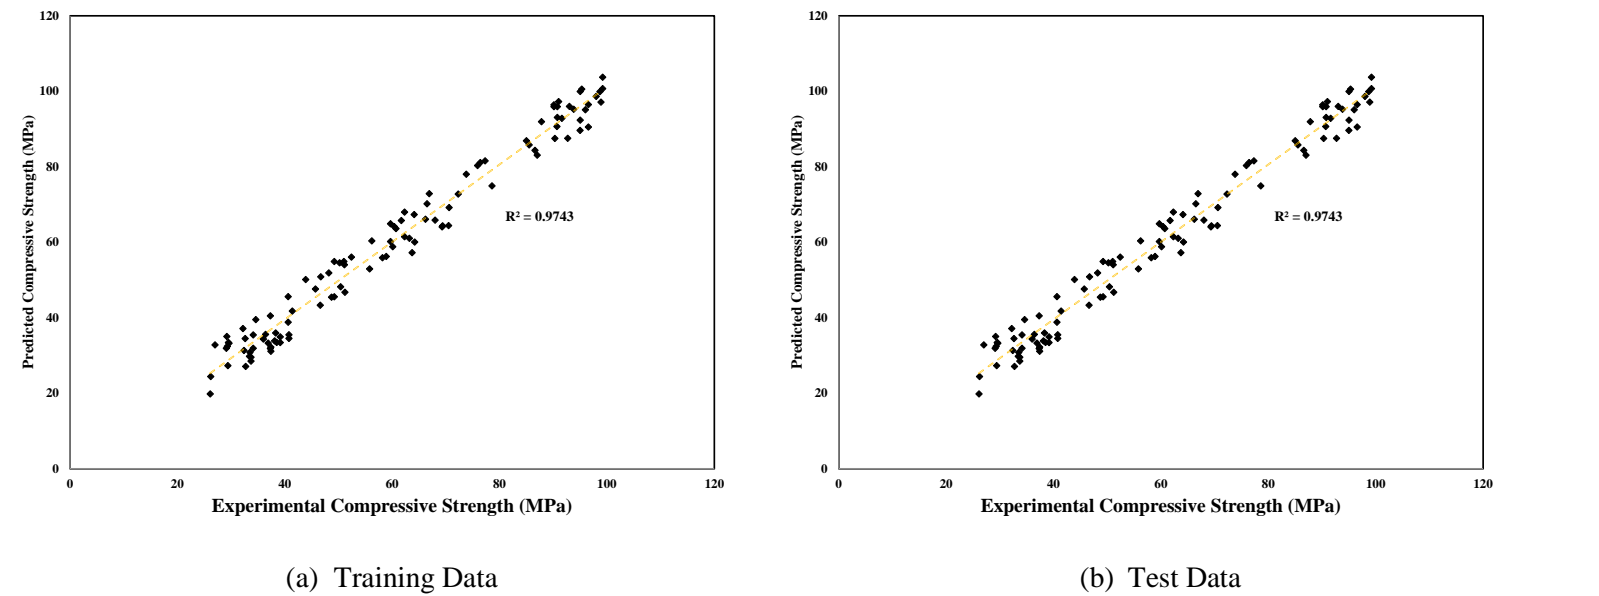 120
100
80
60
40
20
0
Predicted Compressive Strength (MPa)
R² = 0.9743
0 20 40 60 80 100 120
Experimental Compressive Strength (MPa)
(a) Training Data
120
100
80
60
40
20
0
Predicted Compressive Strength (MPa)
R² = 0.9743
0 20 40 60 80 100 120
Experimental Compressive Strength (MPa)
(b) Test Data